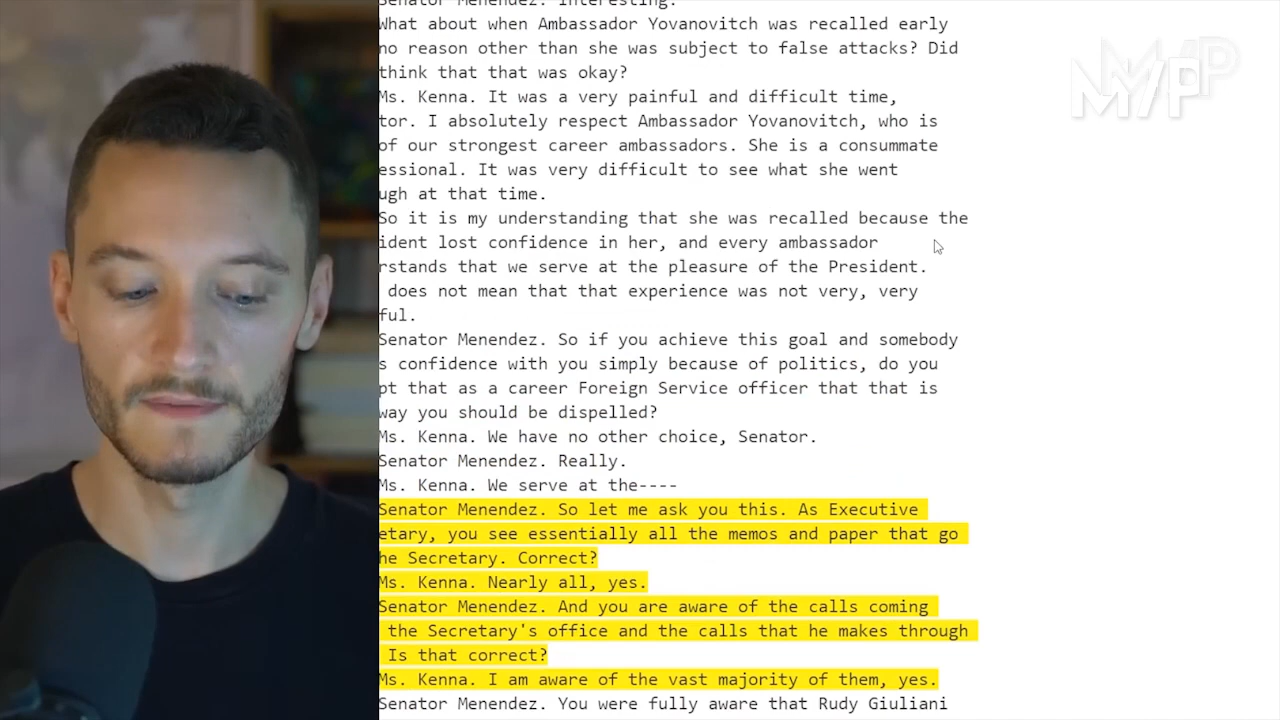 Senator Menendez. Interesting.
What about when Ambassador Yovanovitch was recalled early
no reason other than she was subject to false attacks? Did
think that that was okay?
Ms. Kenna. It was a very painful and difficult time,
tor. I absolutely respect Ambassador Yovanovitch, who is
of our strongest career ambassadors. She is a consummate
essional. It was very difficult to see what she went
ugh at that time.
So it is my understanding that she was recalled because the
ident lost confidence in her, and every ambassador
rstands that we serve at the pleasure of the President.
does not mean that that experience was not very, very
ful.
Senator Menendez. So if you achieve this goal and somebody
s confidence with you simply because of politics, do you
pt that as a career Foreign Service officer that that is
way you should be dispelled?
Ms. Kenna. We have no other choice, Senator.
Senator Menendez. Really.
Ms. Kenna. We serve at the----
Senator Menendez. So let me ask you this. As Executive
etary, you see essentially all the memos and paper that go
he Secretary. Correct?
Ms. Kenna. Nearly all, yes.
Senator Menendez. And you are aware of the calls coming
the Secretary's office and the calls that he makes through
Is that correct?
Ms. Kenna. I am aware of the vast majority of them, yes.
Senator Menendez. You were fully aware that Rudy Giuliani